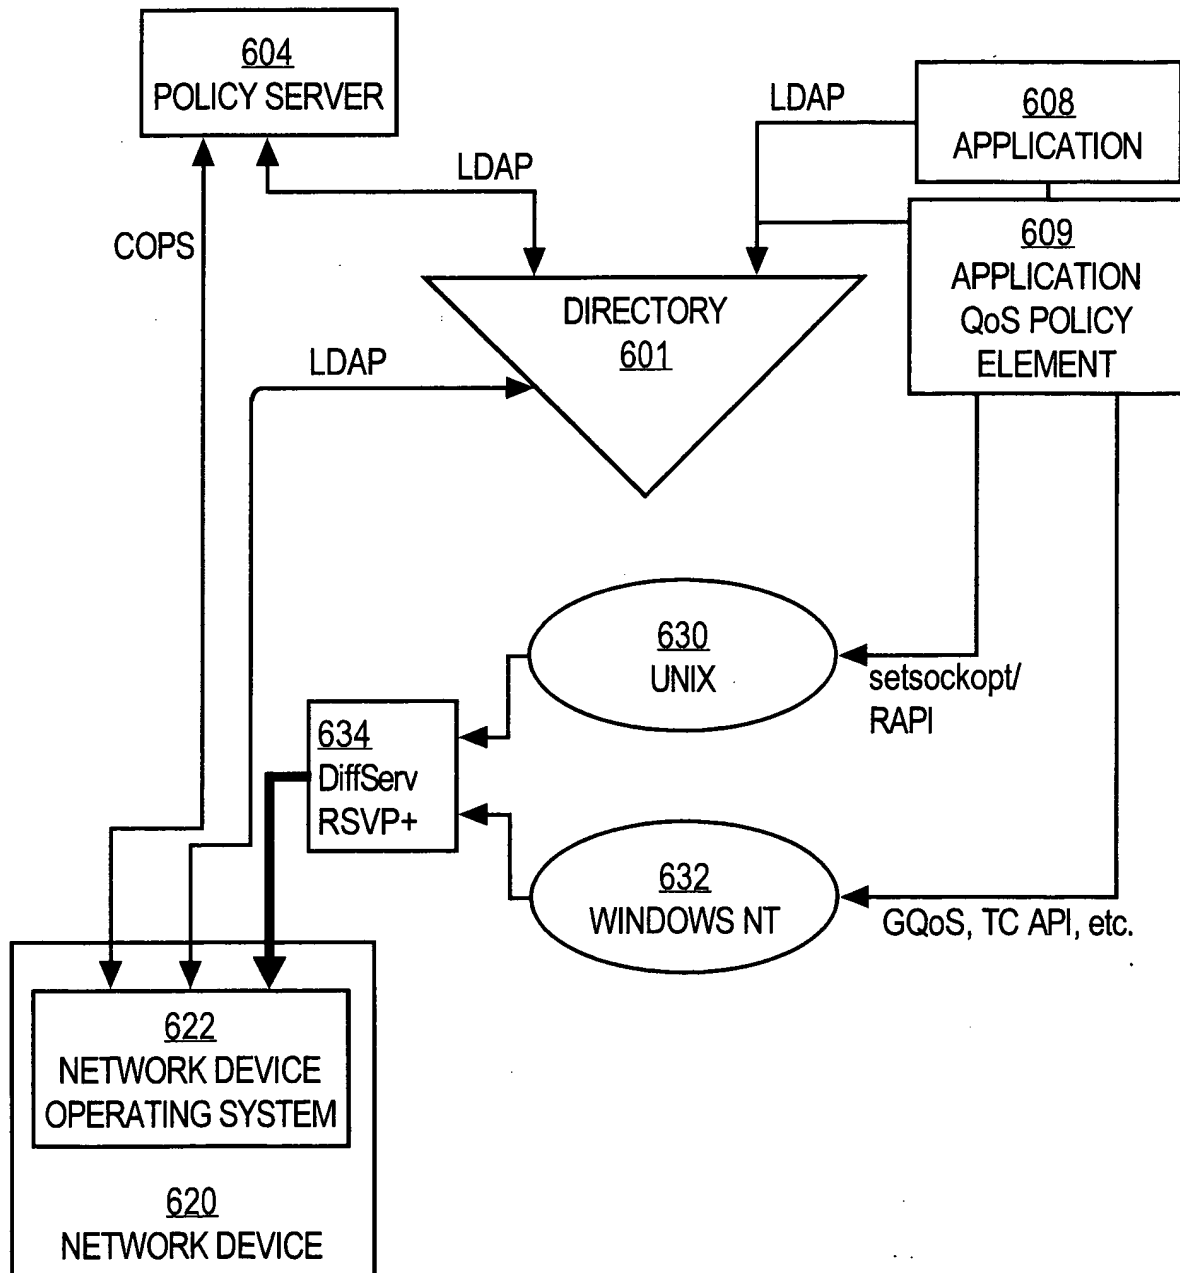 604
POLICY SERVER
LDAP
608
APPLICATION
LDAP
COPS
609
APPLICATION
QoS POLICY
ELEMENT
DIRECTORY
601
LDAP
630
UNIX
setsockopt/
RAPI
634
DiffServ
RSVP+
632
WINDOWS NT
GQoS, TC API, etc.
622
NETWORK DEVICE
OPERATING SYSTEM
620
NETWORK DEVICE